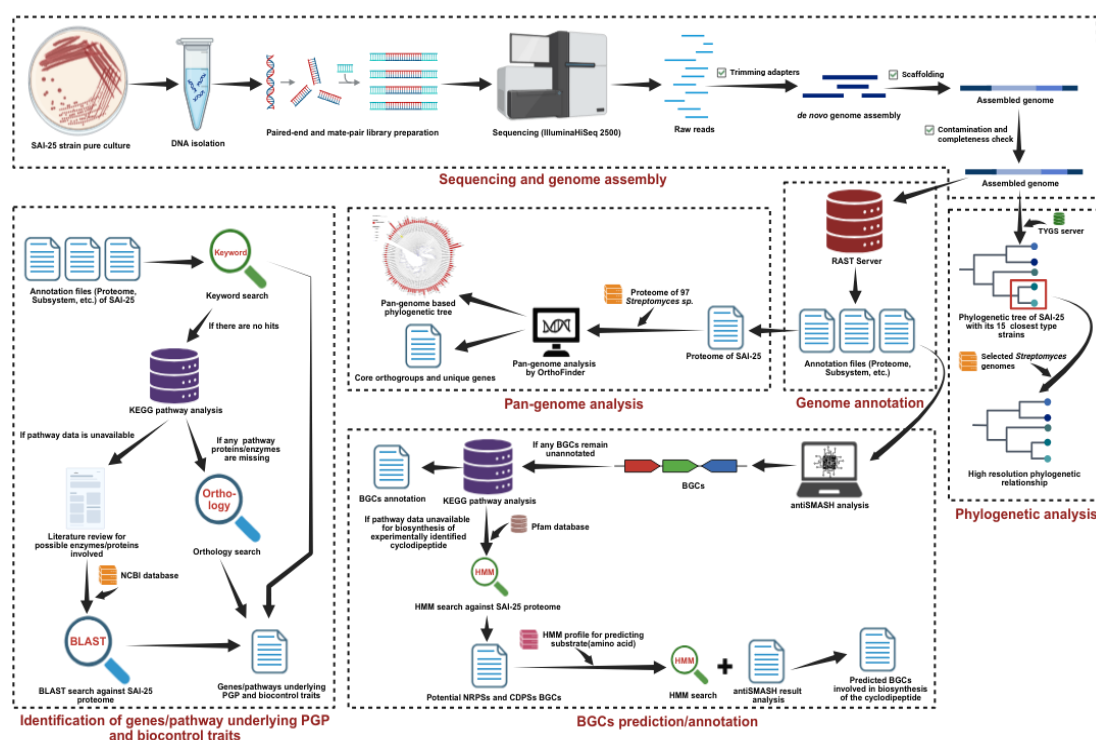 SAI-25 strain pure culture
DNA isolation
Paired-end and mate-pair library preparation
Sequencing (IlluminaHiSeq 2500)
Raw reads
Trimming adapters
de novo genome assembly
Scaffolding
Assembled genome
Contamination and
completeness check
Assembled genome
Sequencing and genome assembly
Annotation files (Proteome,
Subsystem, etc.) of SAI-25
Keyword
Keyword search
If there are no hits
KEGG pathway analysis
If pathway data is unavailable
If any pathway
proteins/enzymes
are missing
Literature review for
possible enzymes/proteins
involved
Ortho-
logy
Orthology search
NCBI database
BLAST
BLAST search against SAI-25
proteome
Genes/pathways underlying
PGP and biocontrol traits
Identification of genes/pathway underlying PGP
and biocontrol traits
Pan-genome based
phylogenetic tree
Core orthogroups and unique genes
Pan-genome analysis
by OrthoFinder
Proteome of 97
Streptomyces sp.
Proteome of SAI-25
Pan-genome analysis
RAST Server
Annotation files (Proteome,
Subsystem, etc.)
Genome annotation
TYGS server
Phylogenetic tree of SAI-25
with its 15 closest type
strains
Selected Streptomyces
genomes
High resolution phylogenetic
relationship
Phylogenetic analysis
BGCs annotation
KEGG pathway analysis
If any BGCs remain
unannotated
BGCs
antiSMASH analysis
If pathway data unavailable
for biosynthesis of
experimentally identified
cyclodipeptide
Pfam database
HMM
HMM search against SAI-25 proteome
Potential NRPSs and CDPSs BGCs
HMM profile for predicting
substrate(amino acid)
HMM
HMM search
antiSMASH result
analysis
Predicted BGCs
involved in biosynthesis
of the cyclodipeptide
BGCs prediction/annotation